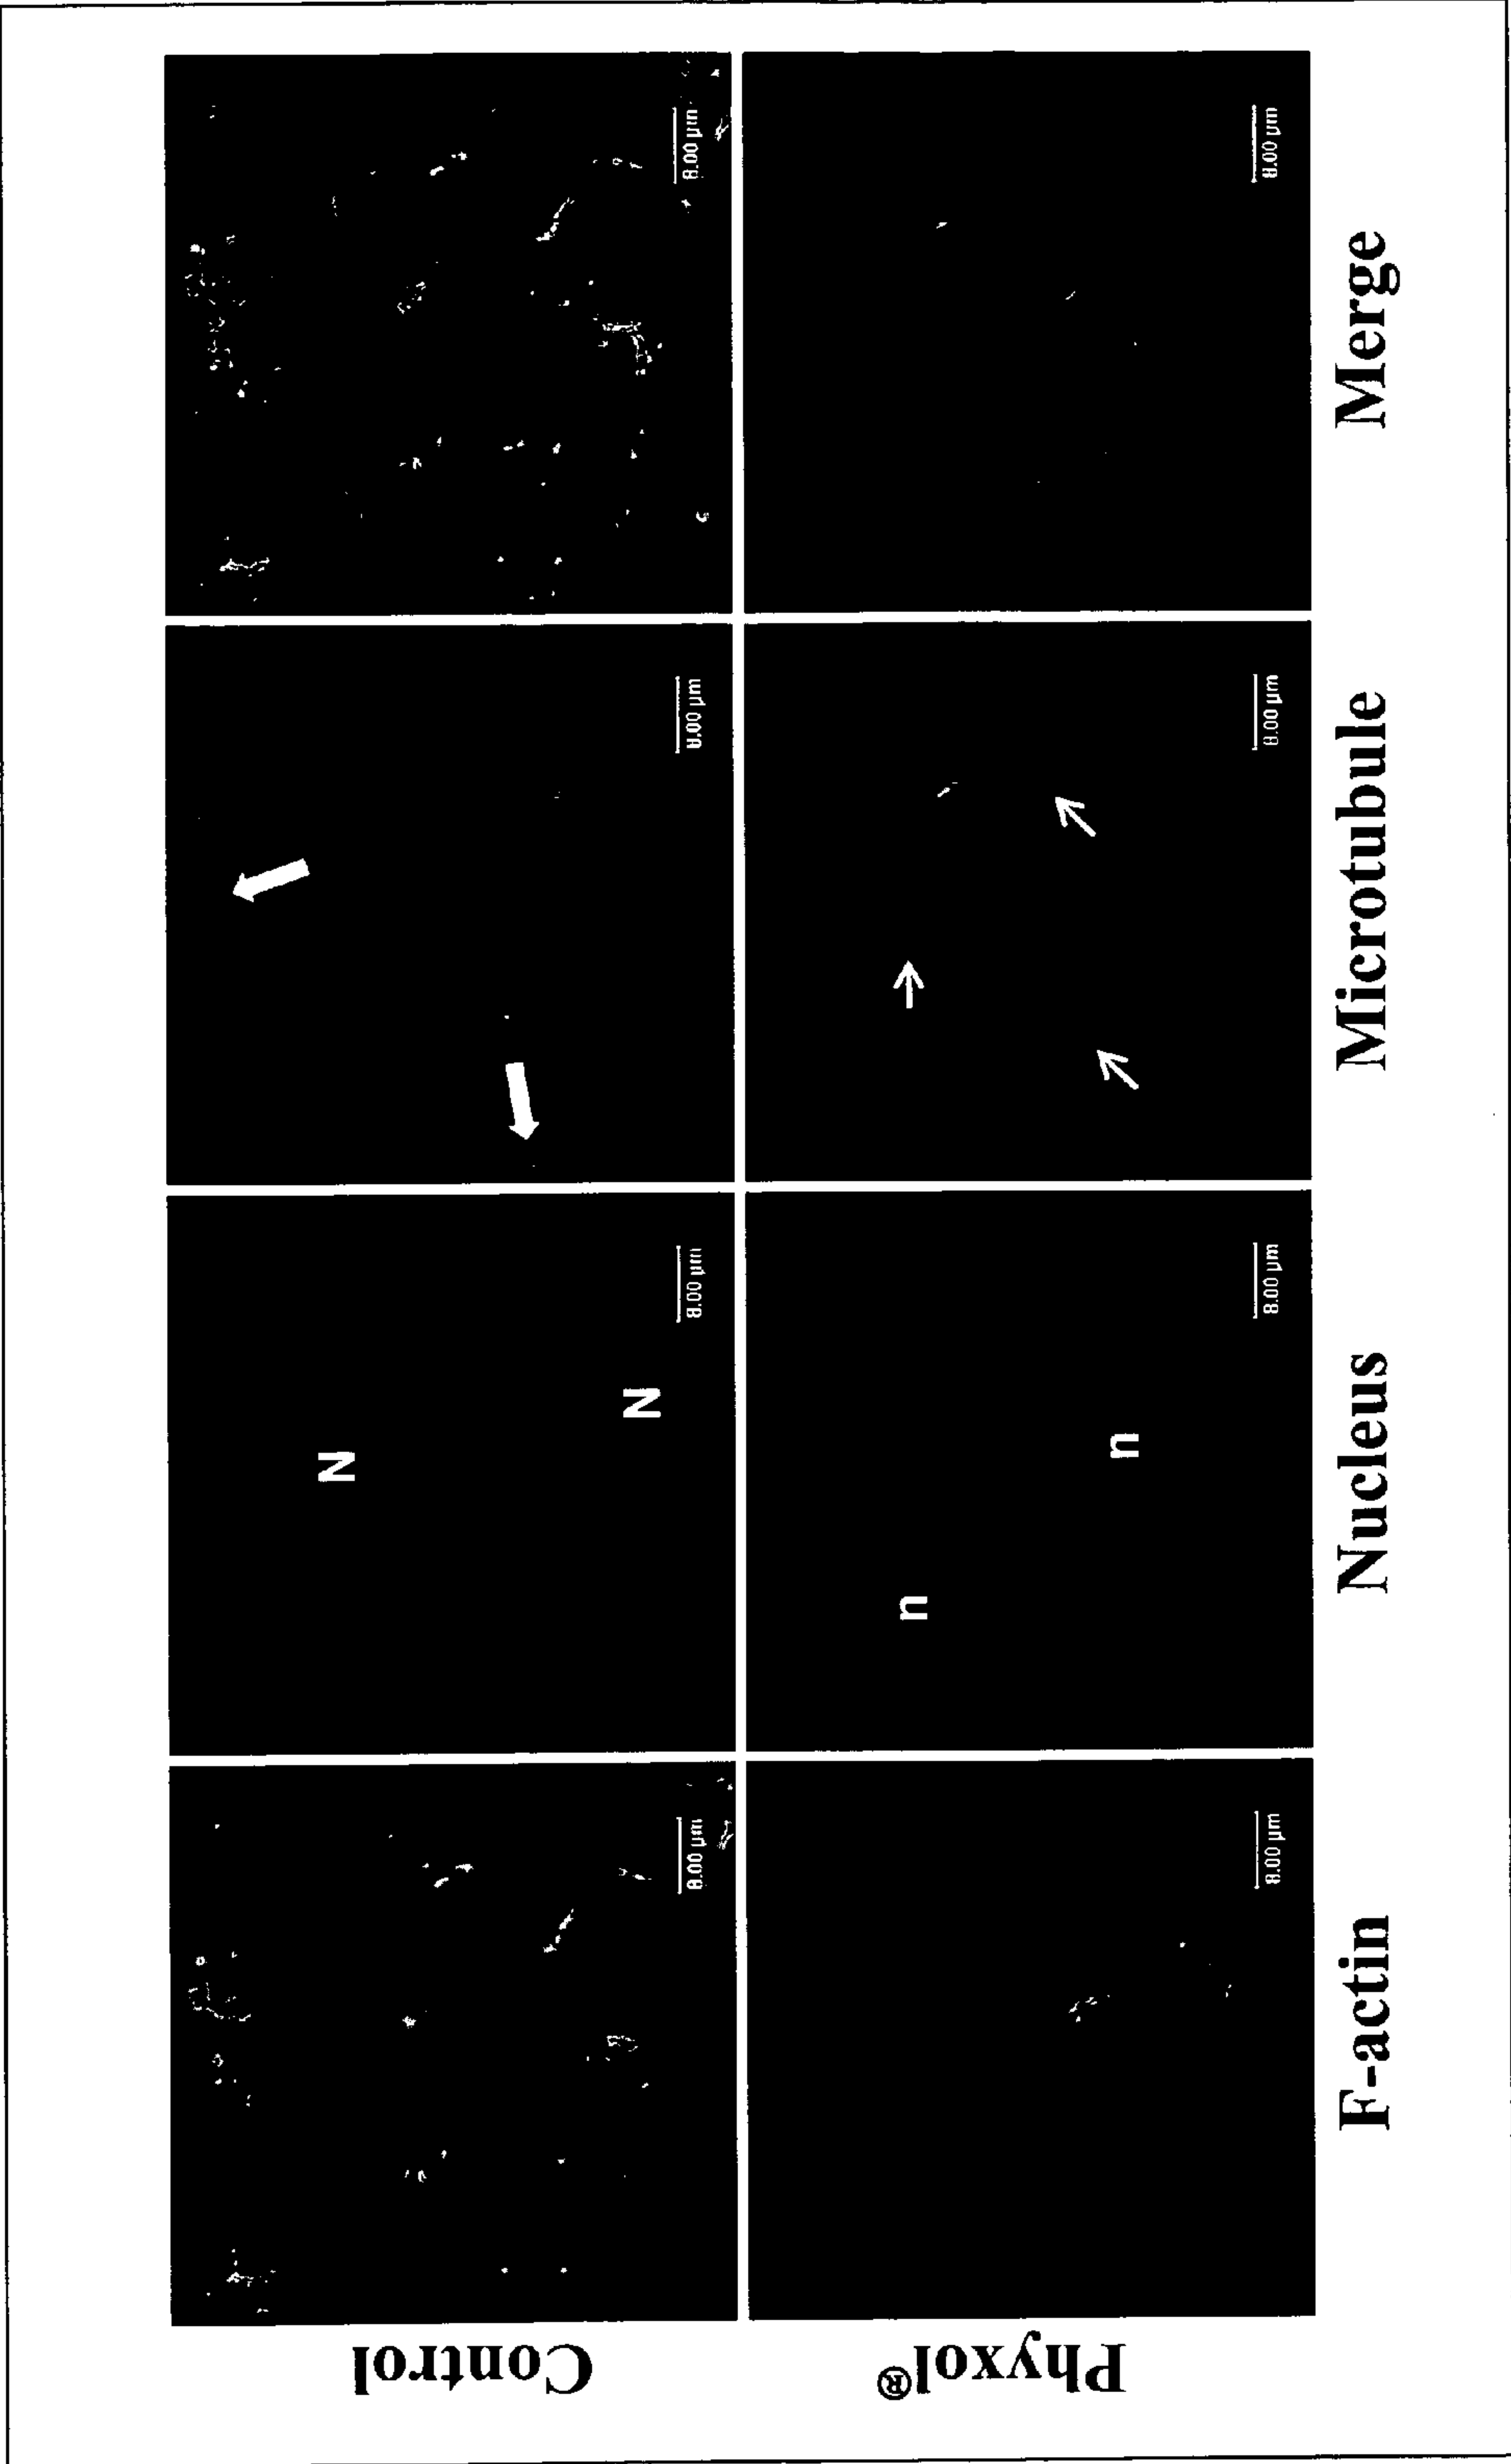 Control
8.00 µm
N
N
8.00 µm
8.00 µm
8.00 µm
Phyxol®
8.00 µm
n
n
8.00 µm
8.00 µm
8.00 µm
F-actin
Nucleus
Microtubule
Merge